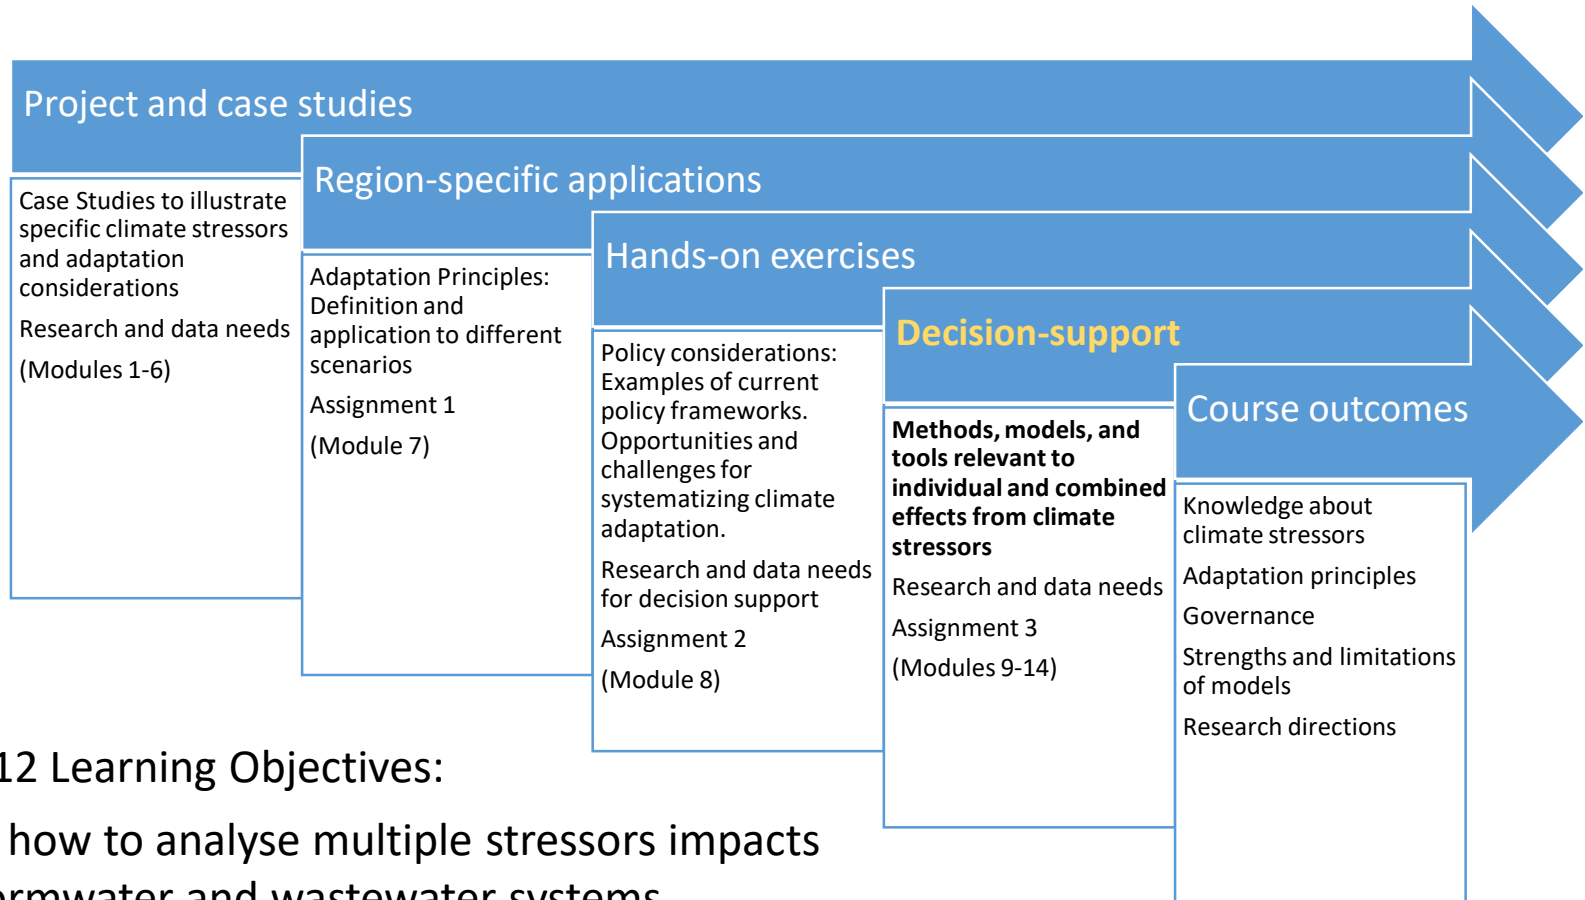 Project and case studies
Case Studies to illustrate
specific climate stressors
and adaptation
considerations
Research and data needs
(Modules 1-6)
Region-specific applications
Adaptation Principles:
Definition and
application to different
scenarios
Assignment 1
(Module 7)
Hands-on exercises
Policy considerations:
Examples of current
policy frameworks.
Opportunities and
challenges for
systematizing climate
adaptation.
Research and data needs
for decision support
Assignment 2
(Module 8)
Decision-support
Methods, models, and
tools relevant to
individual and combined
effects from climate
stressors
Research and data needs
Assignment 3
(Modules 9-14)
Course outcomes
Knowledge about
climate stressors
Adaptation principles
Governance
Strengths and limitations
of models
Research directions
12 Learning Objectives:
how to analyse multiple stressors impacts
ormwater and wastewater systems